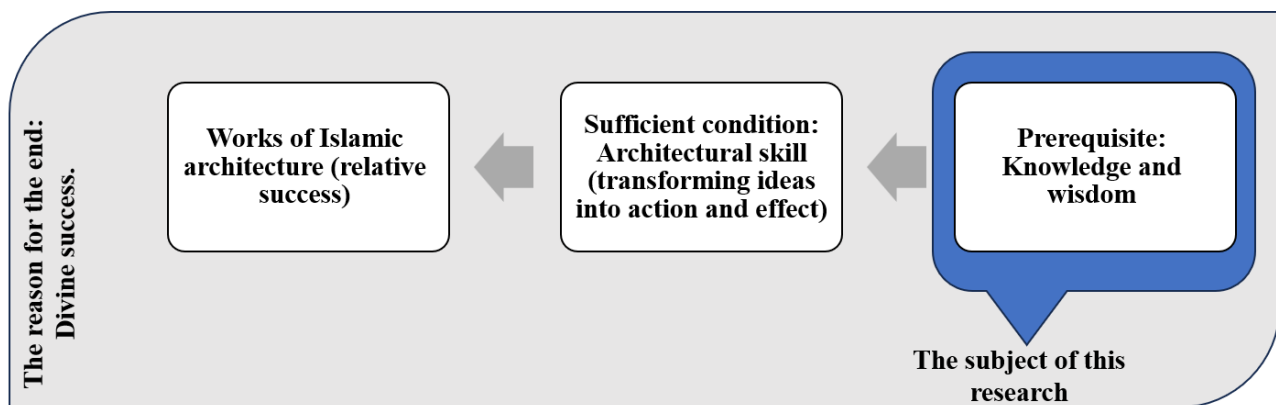 The reason for the end:
Divine success.
Works of Islamic
architecture (relative
success)
Sufficient condition:
Architectural skill
(transforming ideas
into action and effect)
Prerequisite:
Knowledge and
wisdom
The subject of this
research